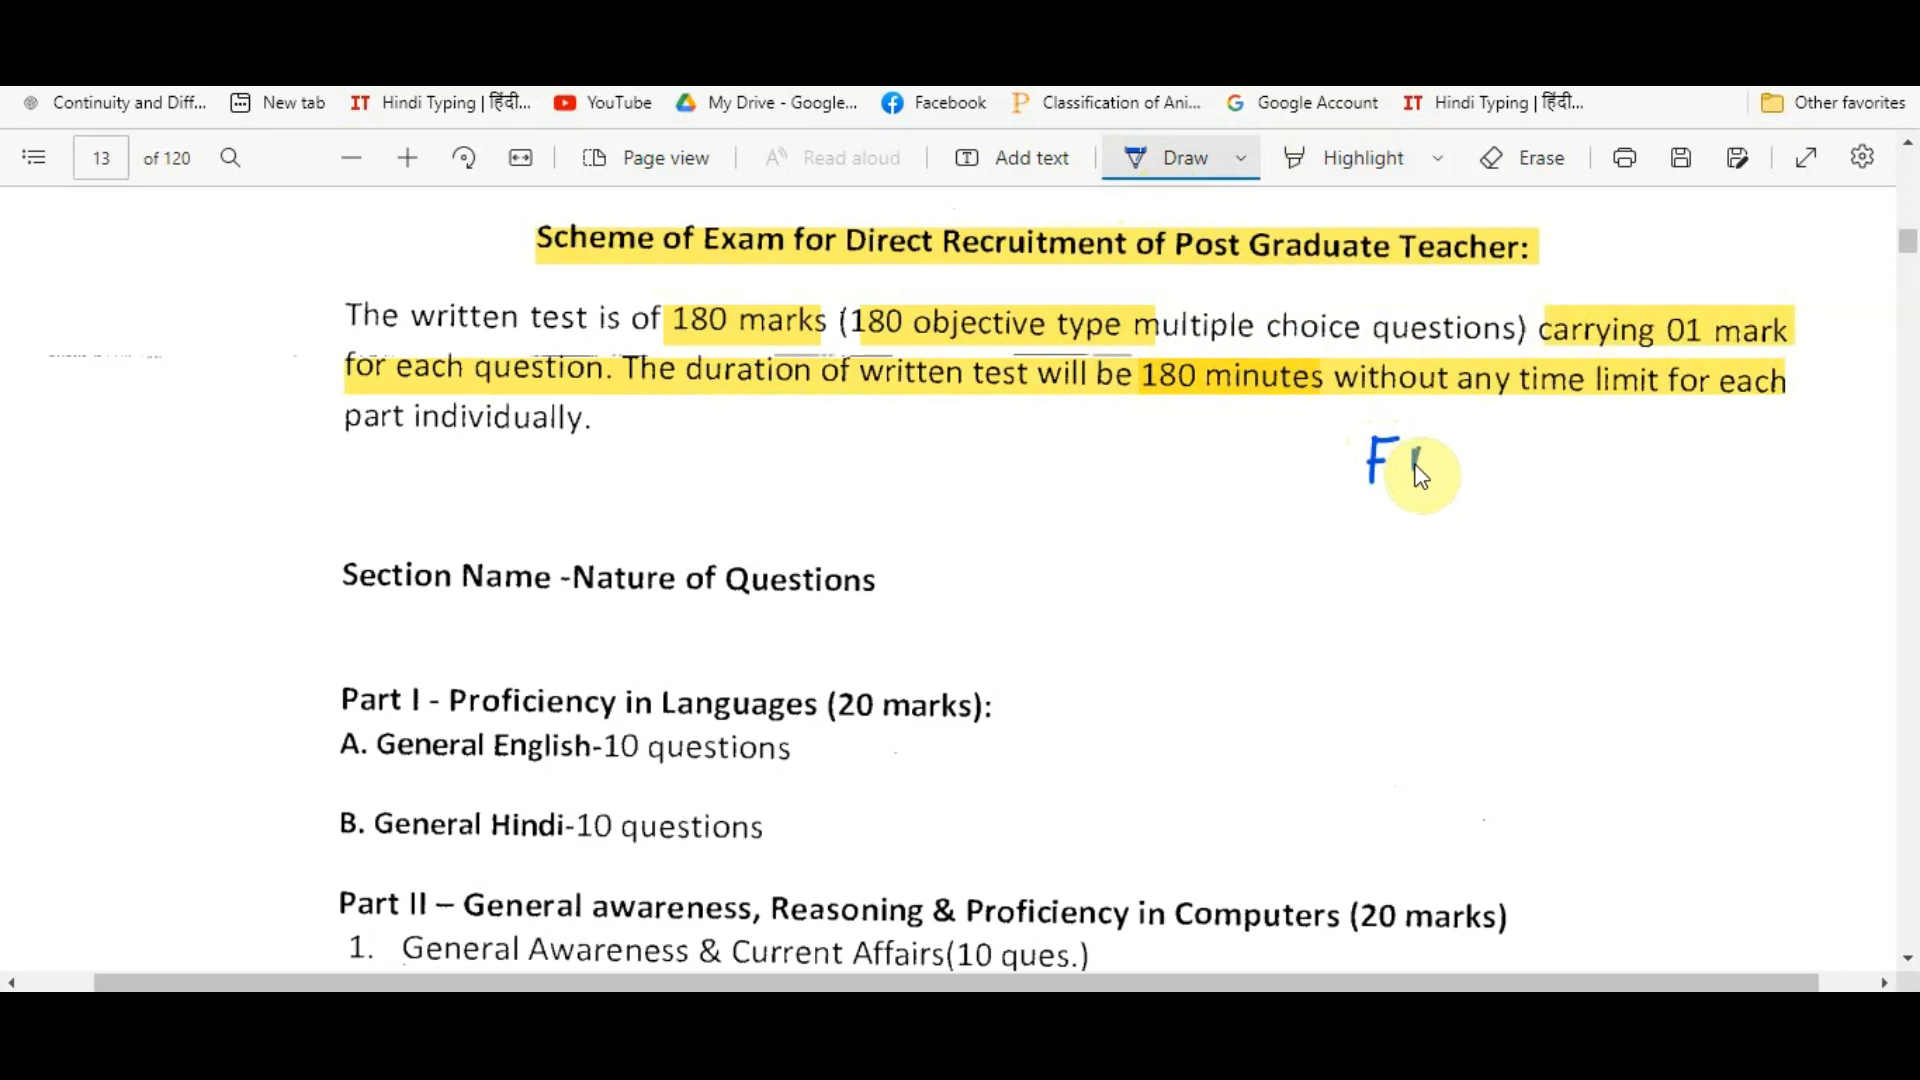 Continuity and Diff... New tab IT Hindi Typing | हिंदी... YouTube My Drive - Google... Facebook Classification of Ani... Google Account IT Hindi Typing | हिंदी... Other favorites
13 of 120 Page view Read aloud Add text Draw Highlight Erase
Scheme of Exam for Direct Recruitment of Post Graduate Teacher:
The written test is of 180 marks (180 objective type multiple choice questions) carrying 01 mark
for each question. The duration of written test will be 180 minutes without any time limit for each
part individually.
F
Section Name -Nature of Questions
Part I - Proficiency in Languages (20 marks):
A. General English-10 questions
B. General Hindi-10 questions
Part II – General awareness, Reasoning & Proficiency in Computers (20 marks)
1. General Awareness & Current Affairs(10 ques.)